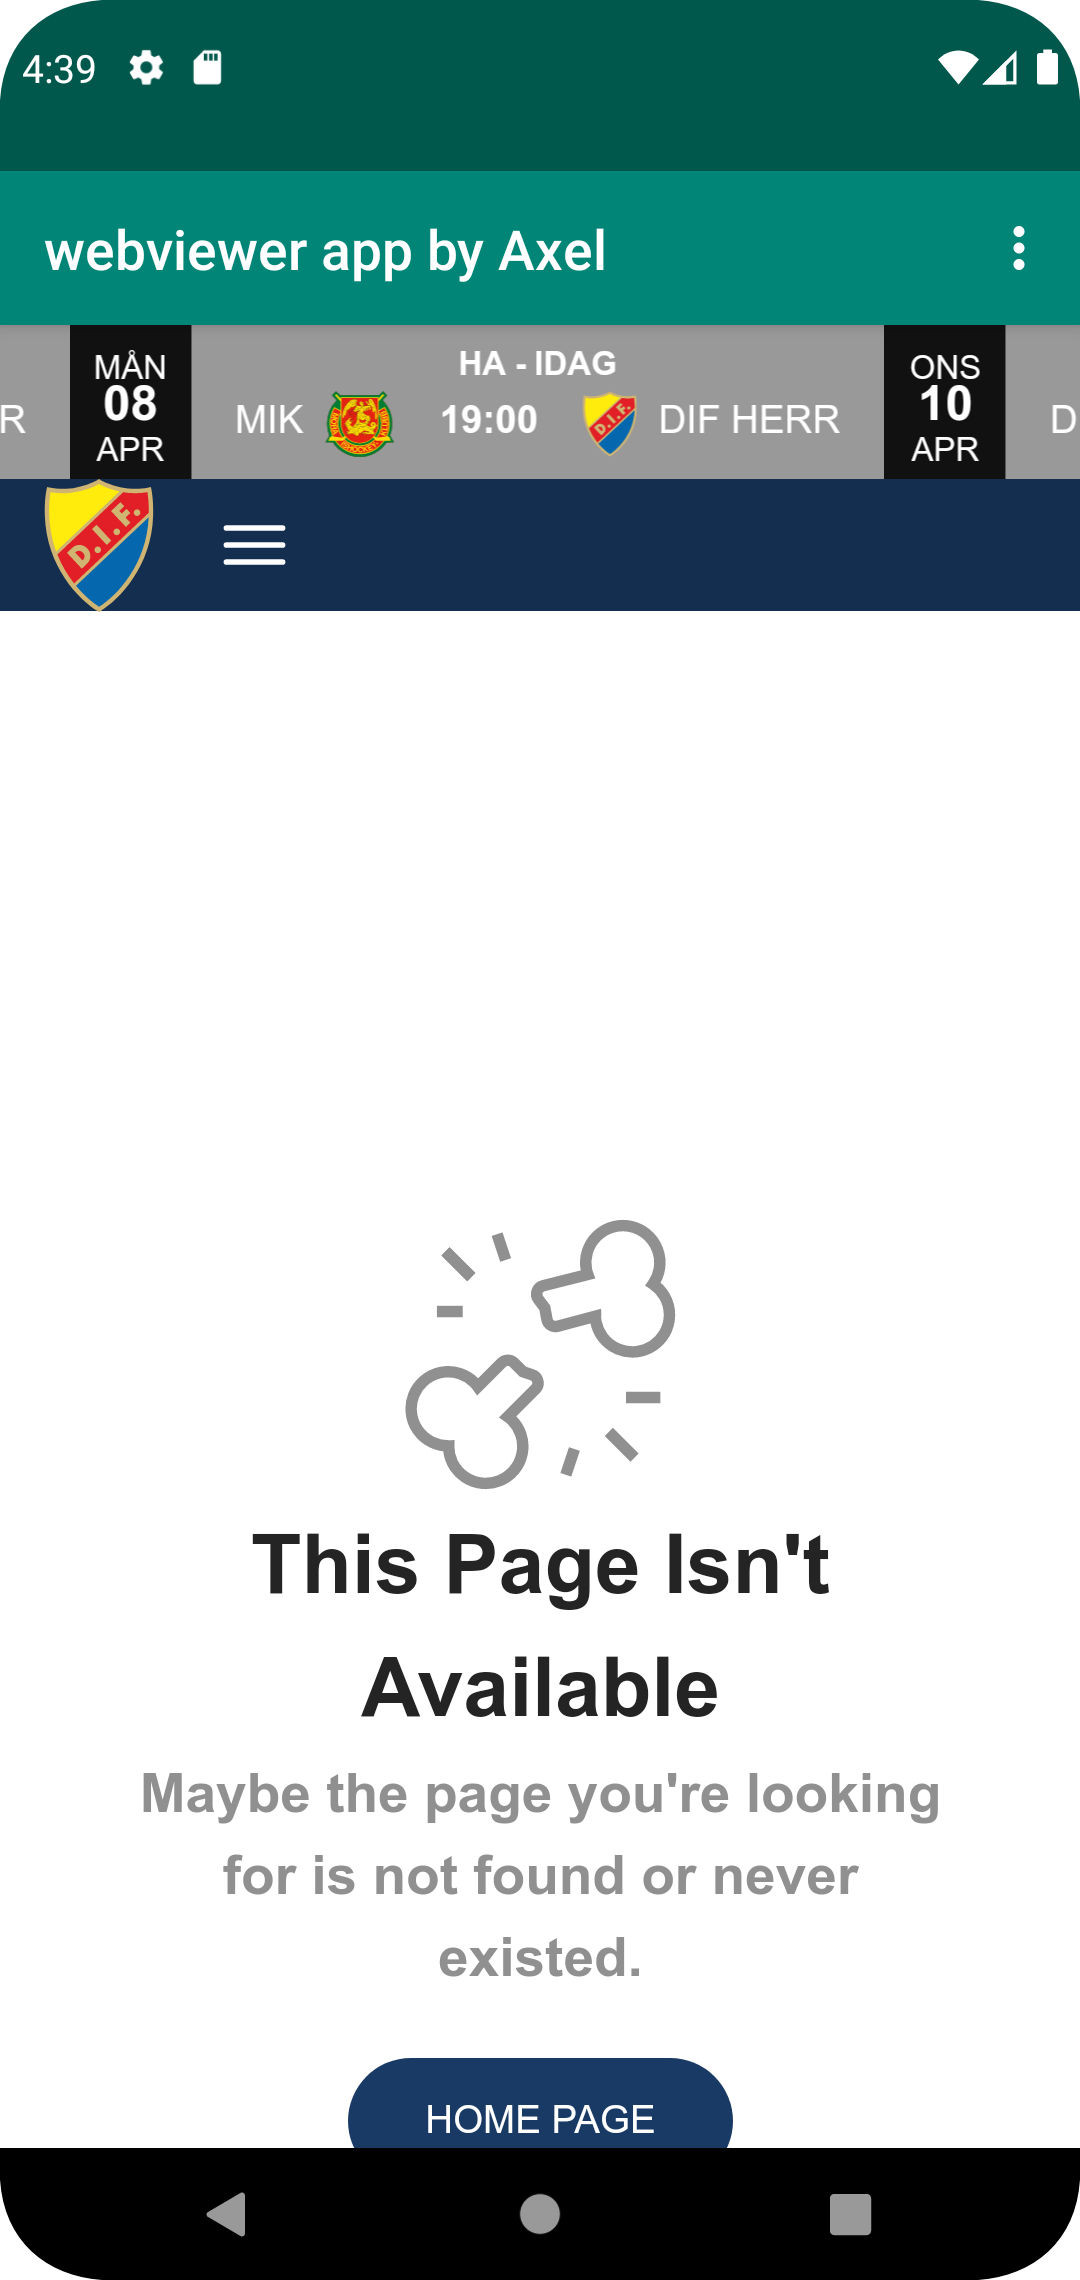 4:39
webviewer app by Axel
R
MÅN
08
APR
HA - IDAG
MIK
19:00
DIF HERR
ONS
10
APR
D
D.I.F.
This Page Isn't
Available
Maybe the page you're looking
for is not found or never
existed.
HOME PAGE